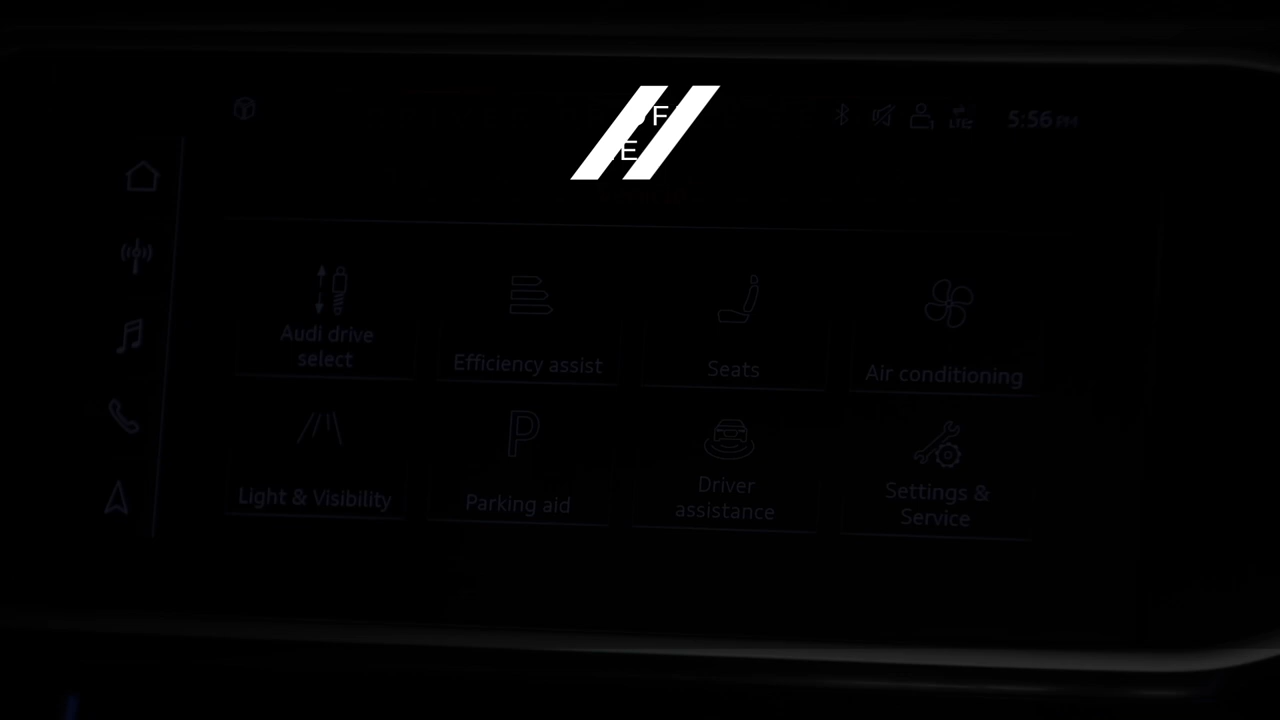 5:56 PM
LTE
Audi drive
select
Efficiency assist
Seats
Air conditioning
Light & Visibility
P
Parking aid
Driver
assistance
Settings &
Service